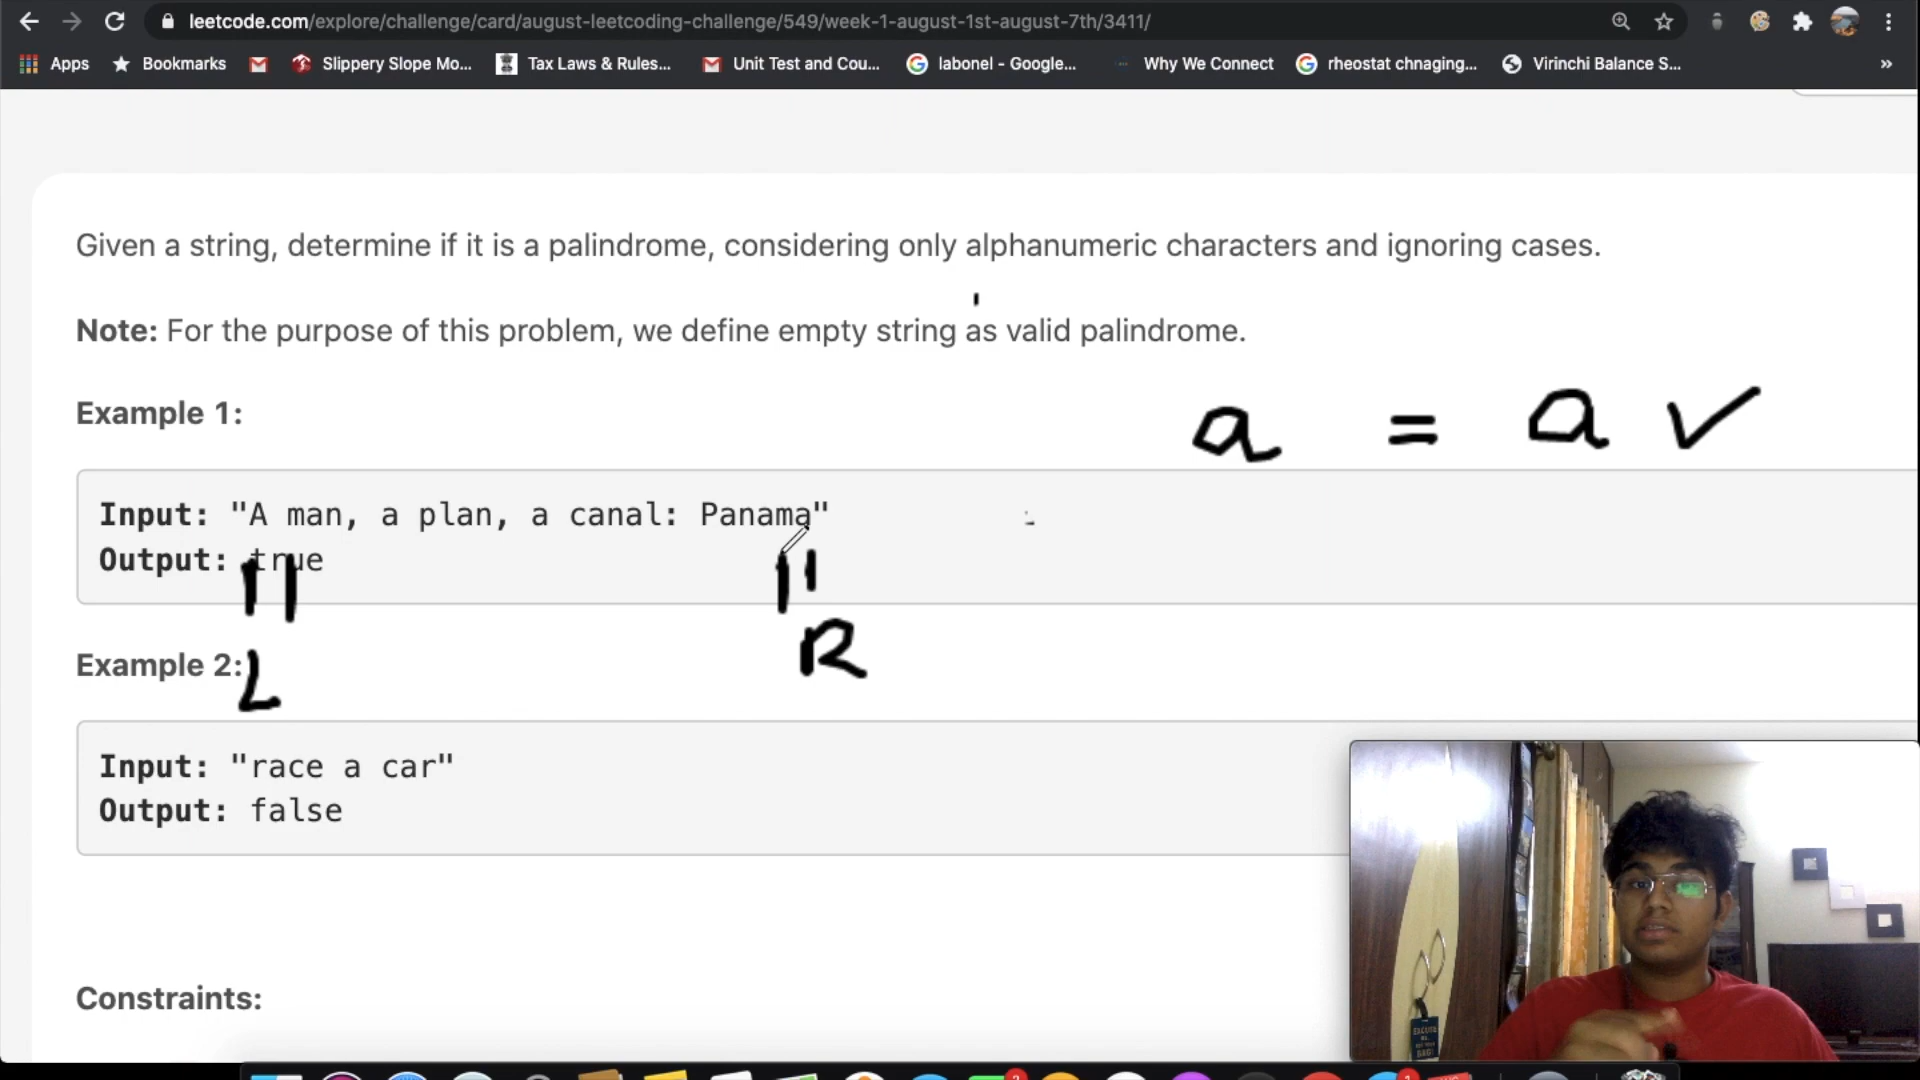 leetcode.com/explore/challenge/card/august-leetcoding-challenge/549/week-1-august-1st-august-7th/3411/
Apps Bookmarks Slippery Slope Mo... Tax Laws & Rules... Unit Test and Cou... labonel - Google... Why We Connect rheostat chnaging... Virinchi Balance S... »
Given a string, determine if it is a palindrome, considering only alphanumeric characters and ignoring cases.
Note: For the purpose of this problem, we define empty string as valid palindrome.
Example 1:
a = a ✓
Input: "A man, a plan, a canal: Panama"
Output: true
R
Example 2:
L
Input: "race a car"
Output: false
Constraints: